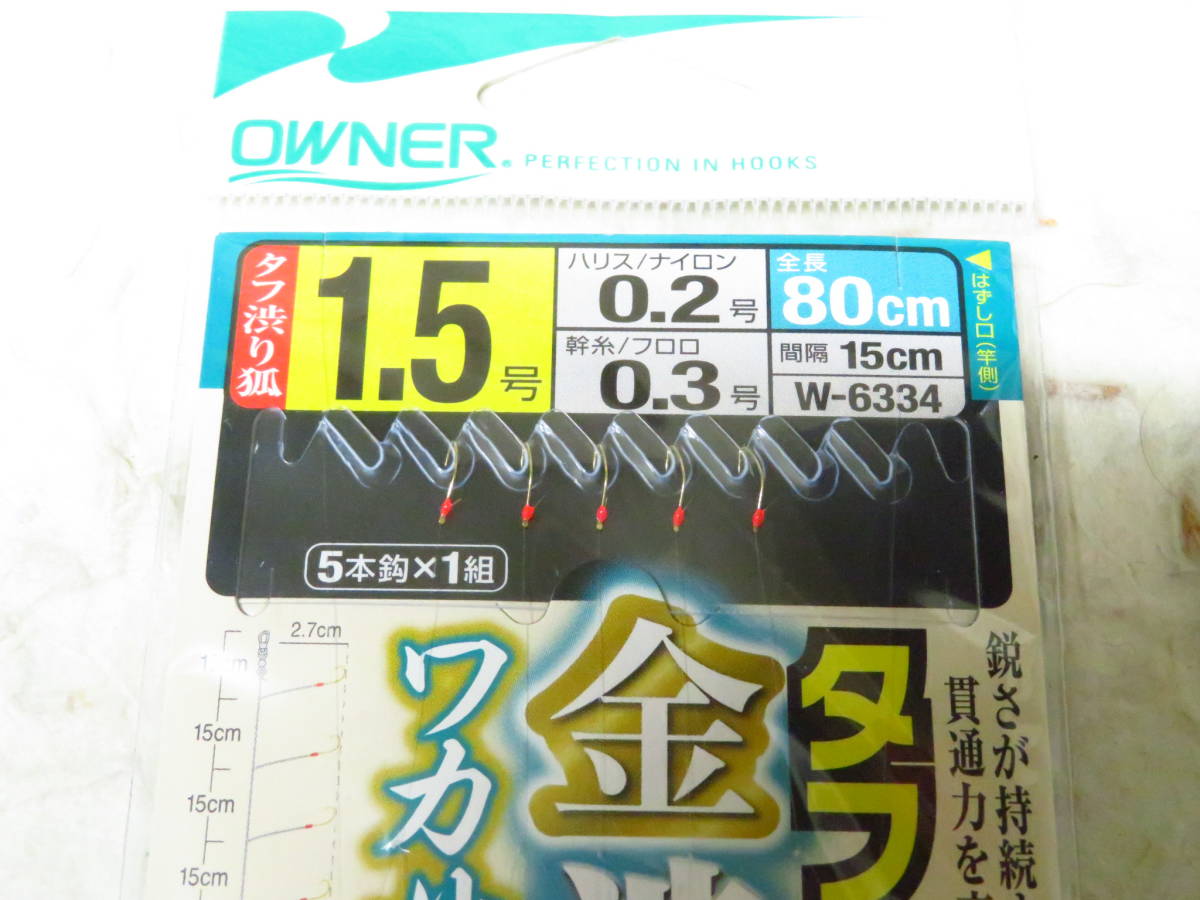 OWNER® PERFECTION IN HOOKS
タフ渋り狐
1.5号
ハリス/ナイロン
0.2号
幹糸/フロロ
0.3号
全長
80cm
間隔 15cm
W-6334
◀はずし口(竿側)
5本鈎×1組
2.7cm
15cm
15cm
15cm
鋭さが持続
貫通力を
タフ
金
ワカ